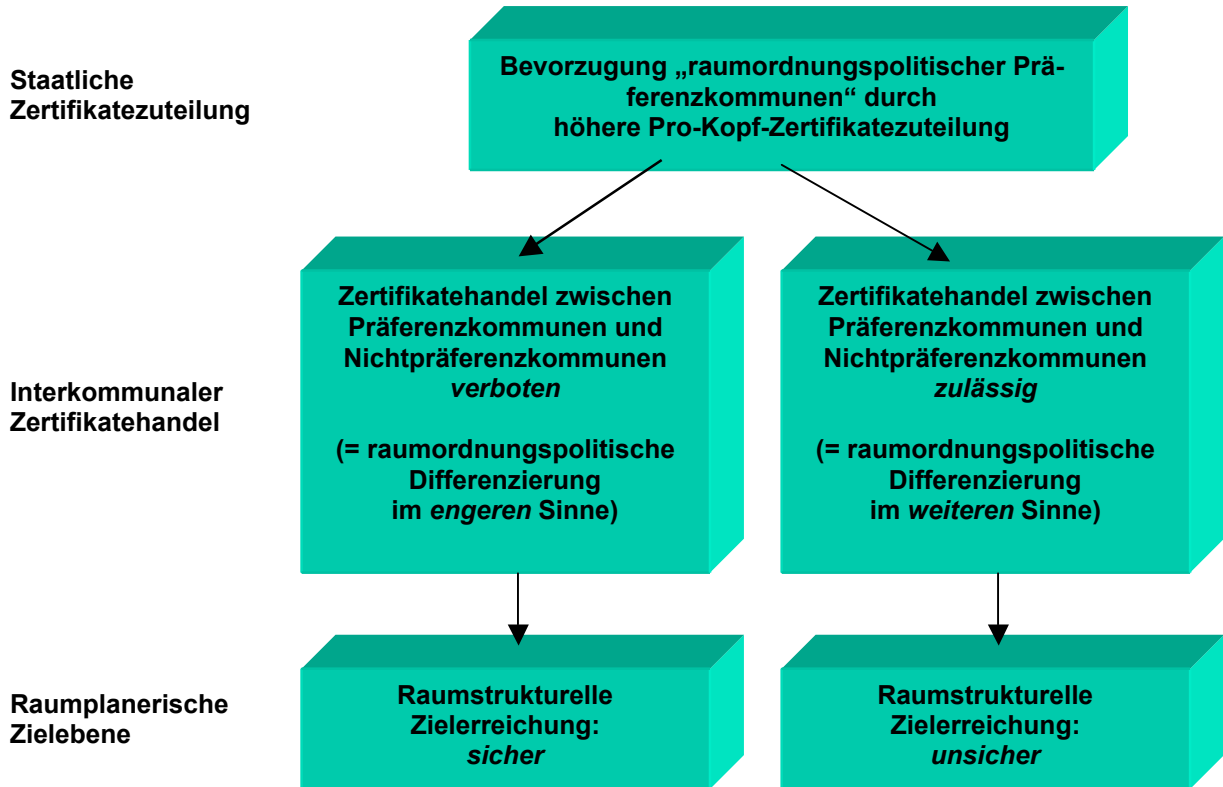 Staatliche
Zertifikatezuteilung
Bevorzugung „raumordnungspolitischer Prä-
ferenzkommunen“ durch
höhere Pro-Kopf-Zertifikatezuteilung
Interkommunaler
Zertifikatehandel
Zertifikatehandel zwischen
Präferenzkommunen und
Nichtpräferenzkommunen
verboten
(= raumordnungspolitische
Differenzierung
im engeren Sinne)
Zertifikatehandel zwischen
Präferenzkommunen und
Nichtpräferenzkommunen
zulässig
(= raumordnungspolitische
Differenzierung
im weiteren Sinne)
Raumplanerische
Zielebene
Raumstrukturelle
Zielerreichung:
sicher
Raumstrukturelle
Zielerreichung:
unsicher